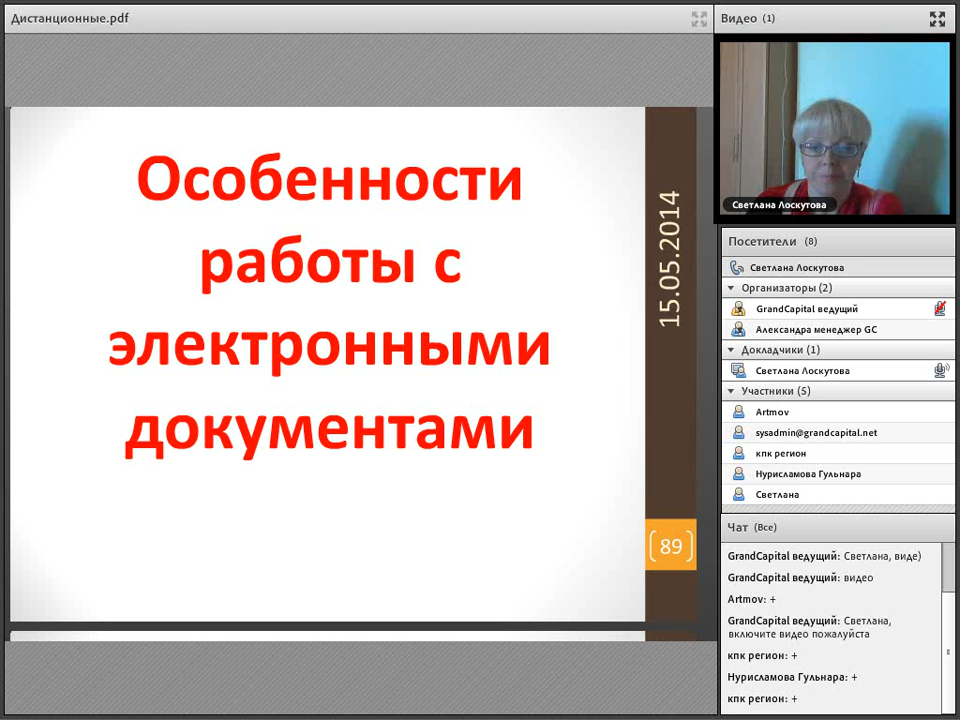 Дистанционные.pdf
Особенности
работы с
электронными
документами
15.05.2014
89
Видео (1)
Светлана Лоскутова
Посетители (8)
Светлана Лоскутова
Организаторы (2)
GrandCapital ведущий
Александра менеджер GC
Докладчики (1)
Светлана Лоскутова
Участники (5)
Artmov
sysadmin@grandcapital.net
кпк регион
Нурисламова Гульнара
Светлана
Чат (Все)
GrandCapital ведущий: Светлана, виде)
GrandCapital ведущий: видео
Artmov: +
GrandCapital ведущий: Светлана,
включите видео пожалуйста
кпк регион: +
Нурисламова Гульнара: +
кпк регион: +